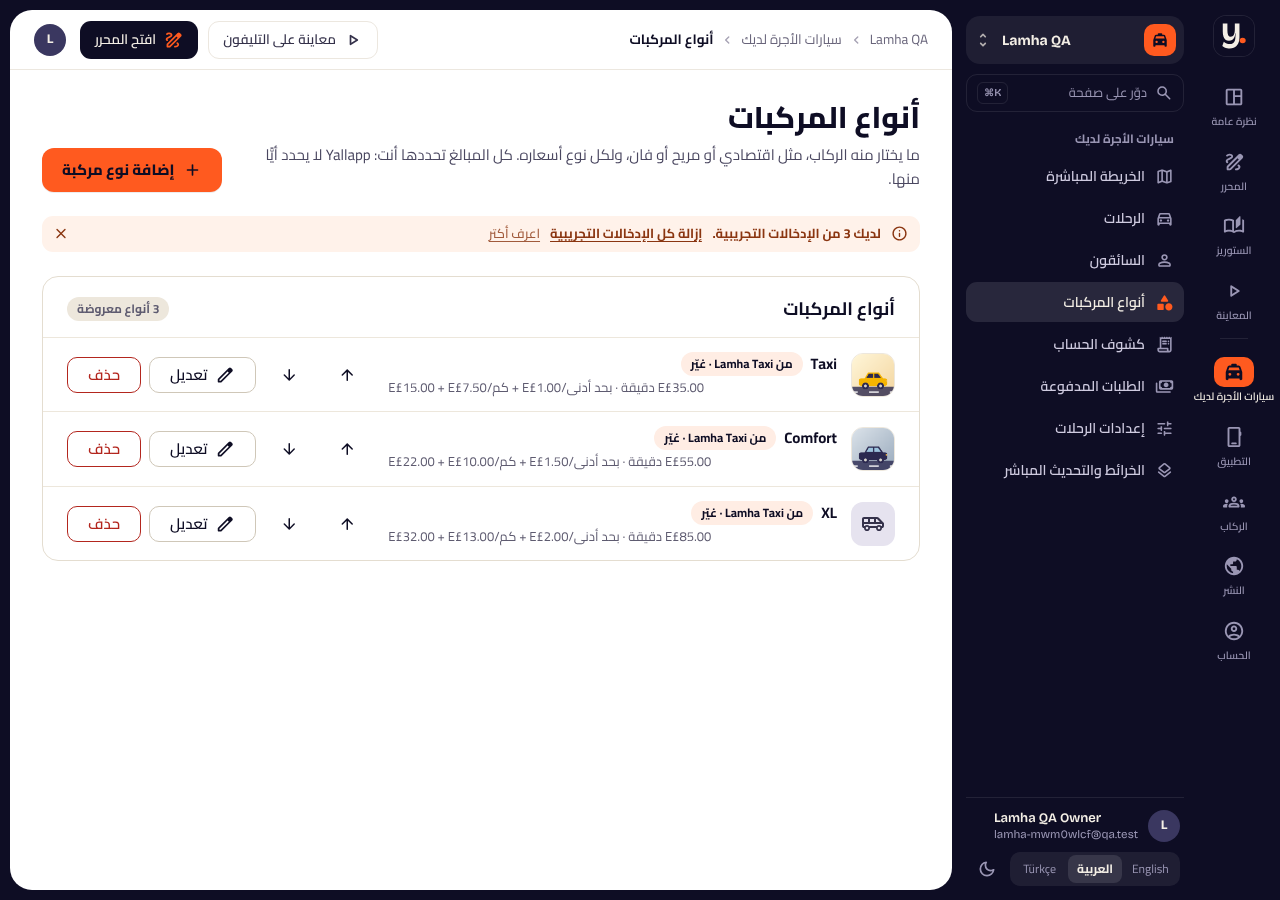 y.
نظرة عامة
المحرر
الستوريز
المعاينة
سيارات الأجرة لديك
التطبيق
الركاب
النشر
الحساب
Lamha QA
دوّر على صفحة
⌘K
سيارات الأجرة لديك
الخريطة المباشرة
الرحلات
السائقون
أنواع المركبات
كشوف الحساب
الطلبات المدفوعة
إعدادات الرحلات
الخرائط والتحديث المباشر
L
Lamha QA Owner
lamha-mwm0wlcf@qa.test
English
العربية
Türkçe
Lamha QA › سيارات الأجرة لديك › أنواع المركبات
معاينة على التليفون
افتح المحرر
L
أنواع المركبات
ما يختار منه الركاب، مثل اقتصادي أو مريح أو فان، ولكل نوع أسعاره. كل المبالغ تحددها أنت: Yallapp لا يحدد أيًّا
منها.
إضافة نوع مركبة
لديك 3 من الإدخالات التجريبية. إزالة كل الإدخالات التجريبية اعرف أكتر
أنواع المركبات
3 أنواع معروضة
Taxi
من Lamha Taxi · غيّر
E£15.00 + E£7.50/كم + E£1.00/دقيقة · بحد أدنى E£35.00
تعديل
حذف
Comfort
من Lamha Taxi · غيّر
E£22.00 + E£10.00/كم + E£1.50/دقيقة · بحد أدنى E£55.00
تعديل
حذف
XL
من Lamha Taxi · غيّر
E£32.00 + E£13.00/كم + E£2.00/دقيقة · بحد أدنى E£85.00
تعديل
حذف